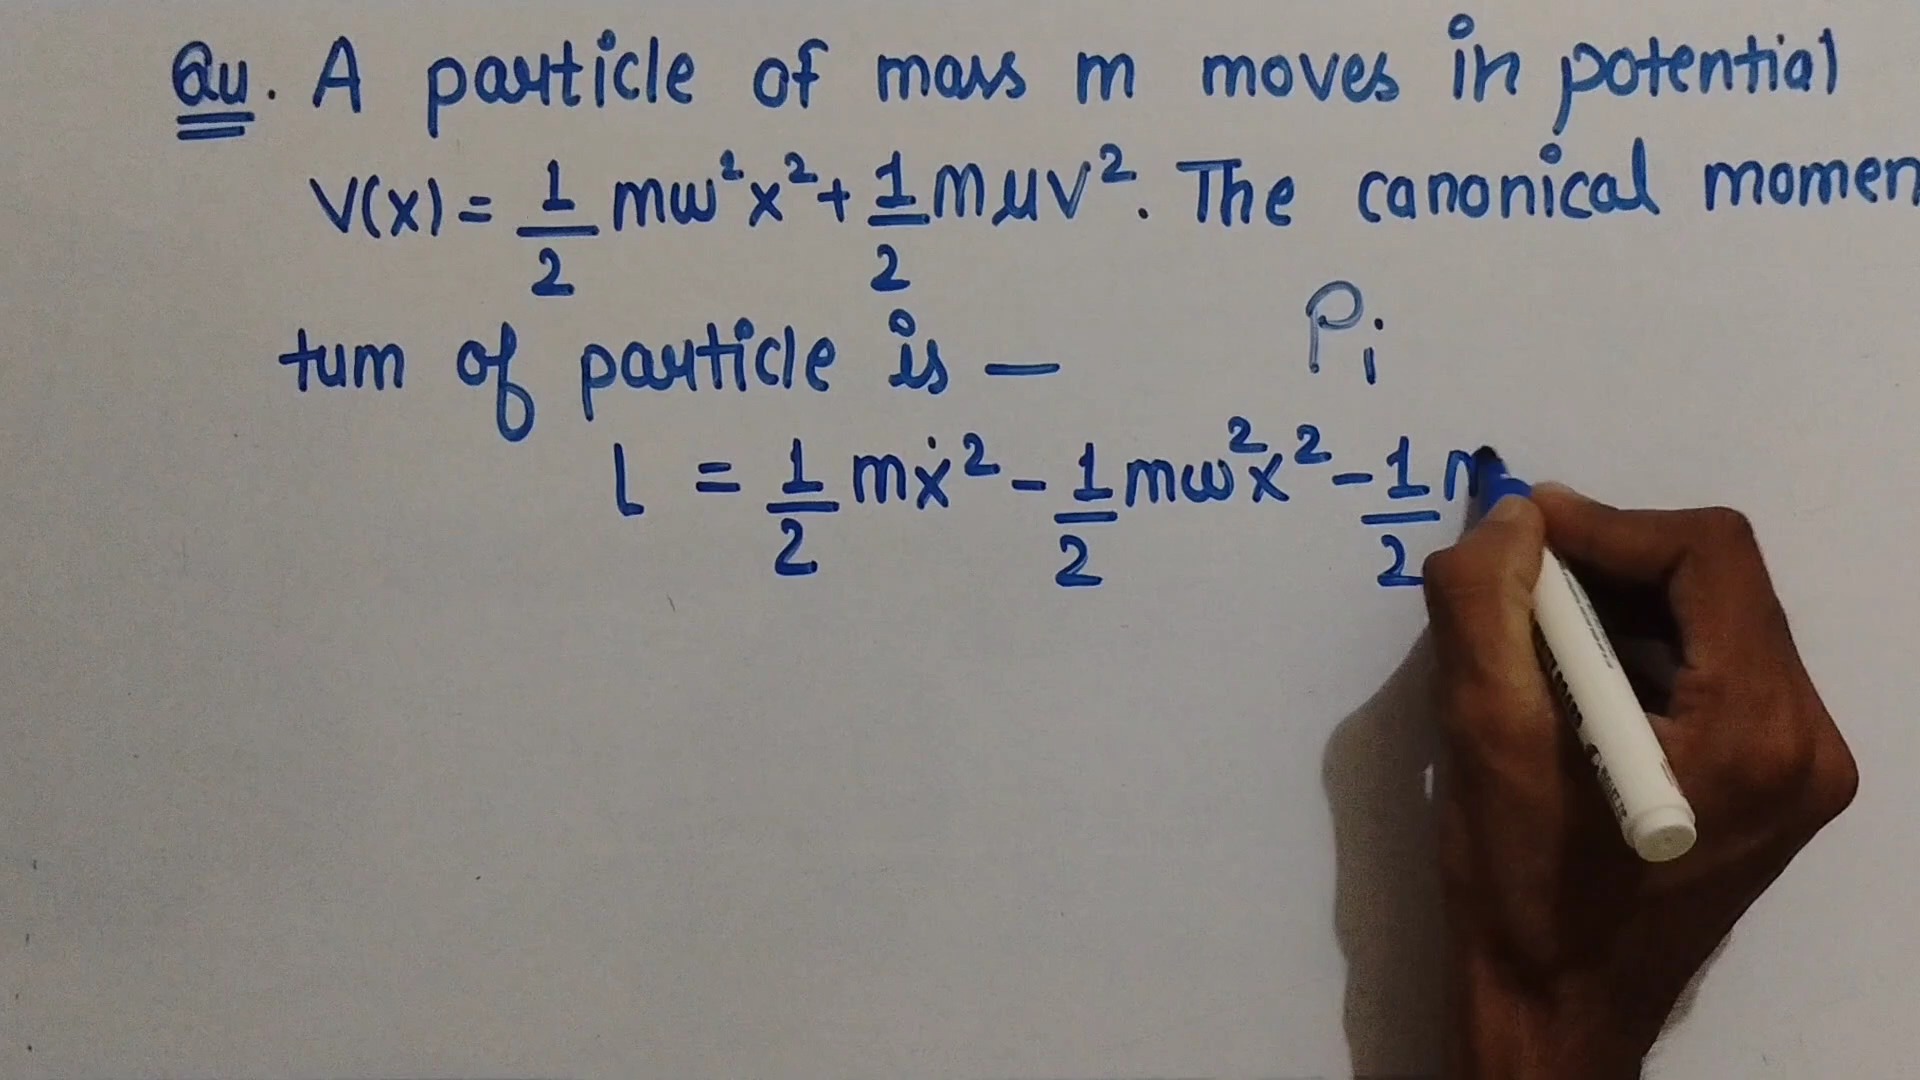 Qu. A particle of mass m moves in potential
V(x) = 1/2 mω²x² + 1/2 mμv². The canonical momen
tum of particle is —
Pi
L = 1/2 mẋ² - 1/2 mω²x² - 1/2 m